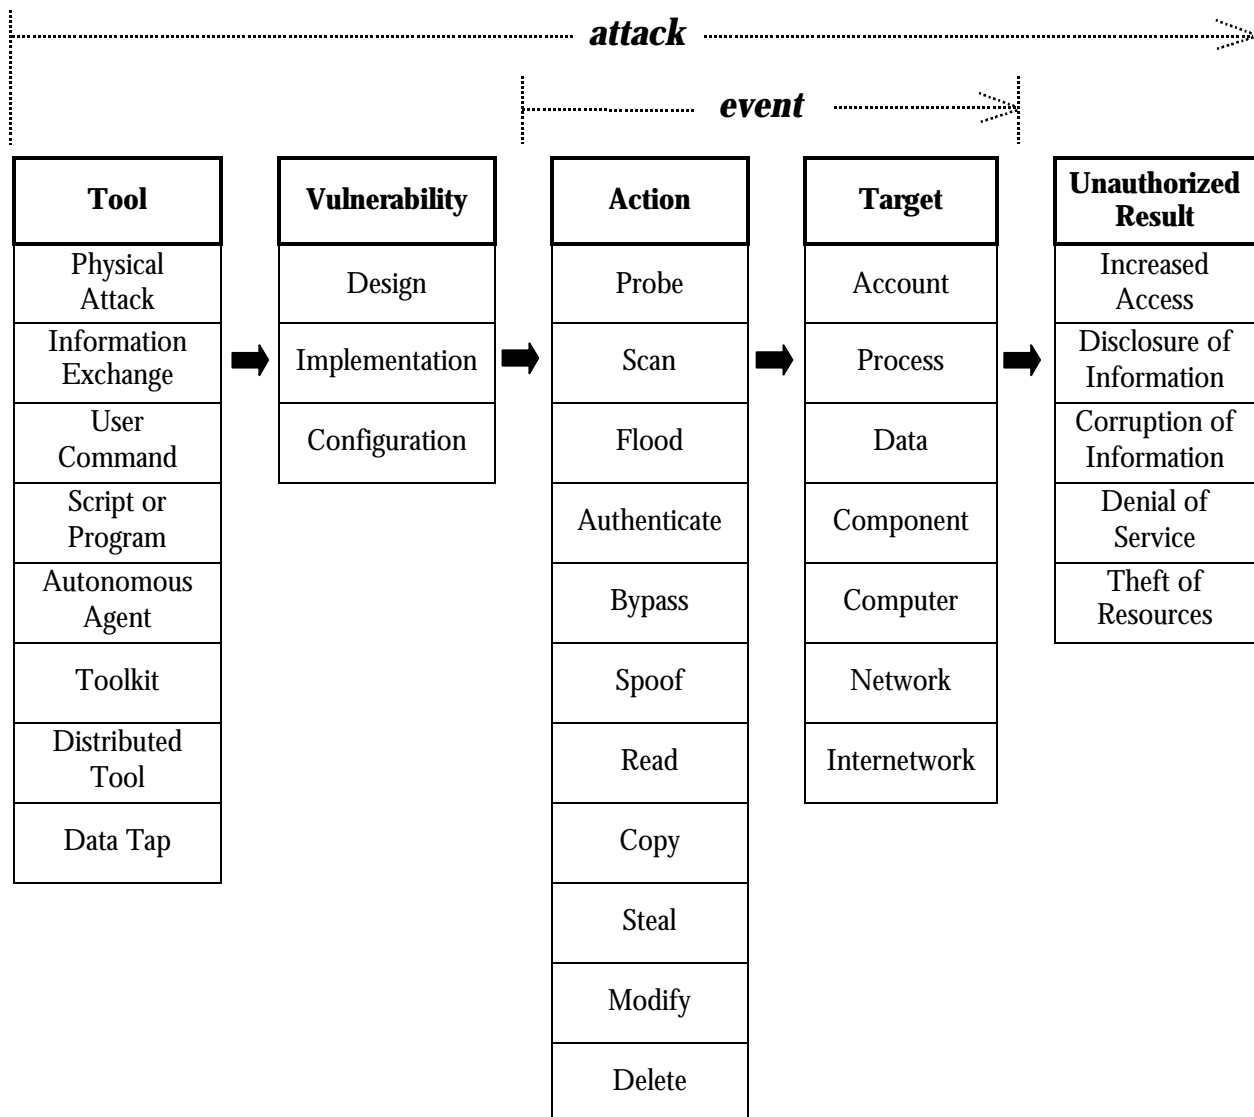 attack
event
Tool
Physical
Attack
Information
Exchange
User
Command
Script or
Program
Autonomous
Agent
Toolkit
Distributed
Tool
Data Tap
Vulnerability
Design
Implementation
Configuration
Action
Probe
Scan
Flood
Authenticate
Bypass
Spoof
Read
Copy
Steal
Modify
Delete
Target
Account
Process
Data
Component
Computer
Network
Internetwork
Unauthorized
Result
Increased
Access
Disclosure of
Information
Corruption of
Information
Denial of
Service
Theft of
Resources